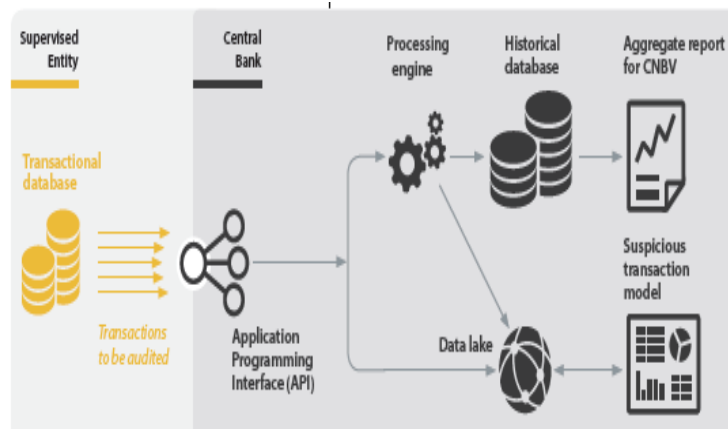 Supervised
Entity
Central
Bank
Processing
engine
Historical
database
Aggregate report
for CNBV
Transactional
database
Suspicious
transaction
model
Transactions
to be audited
Application
Programming
Interface (API)
Data lake